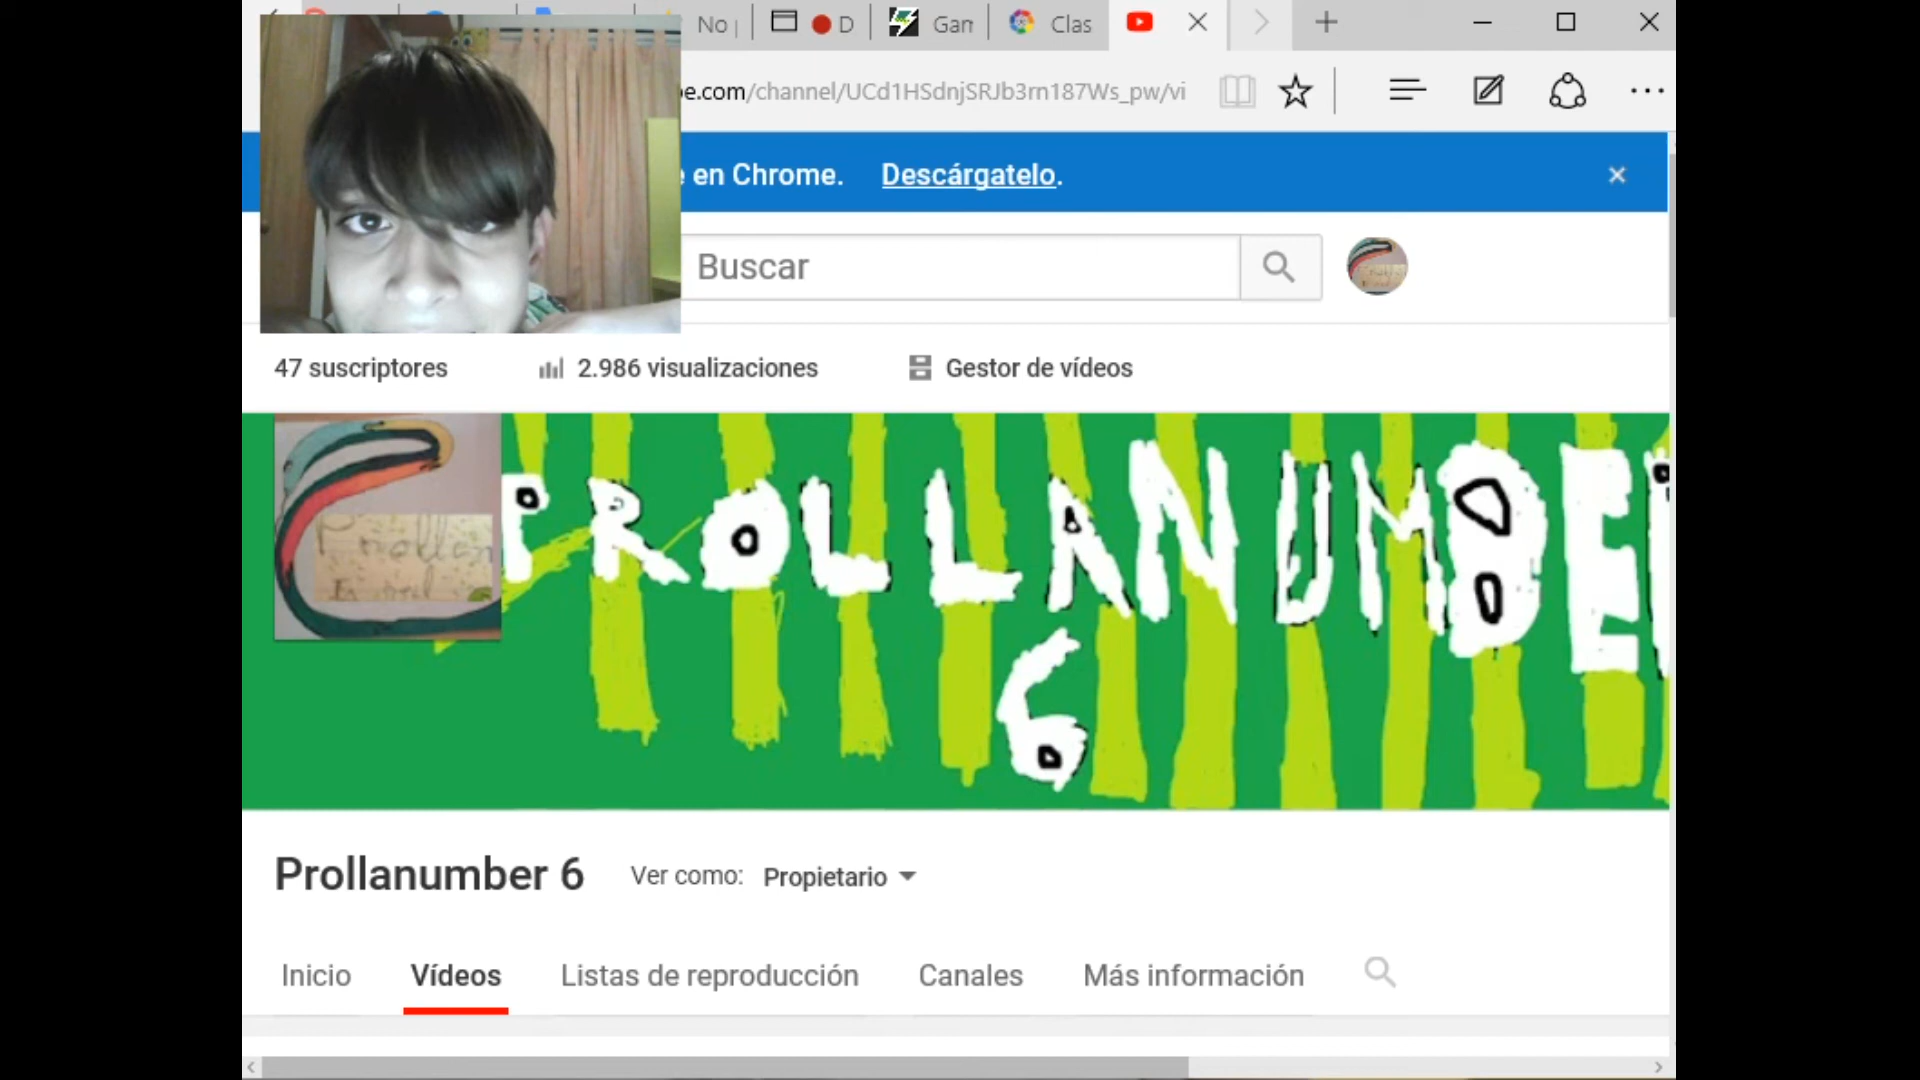 No
D
Gam
Clas
e.com/channel/UCd1HSdnjSRJb3rn187Ws_pw/vi
e en Chrome. Descárgatelo.
Buscar
47 suscriptores 2.986 visualizaciones Gestor de vídeos
PROLLANUMBE
6
Prollanumber 6 Ver como: Propietario
Inicio Vídeos Listas de reproducción Canales Más información